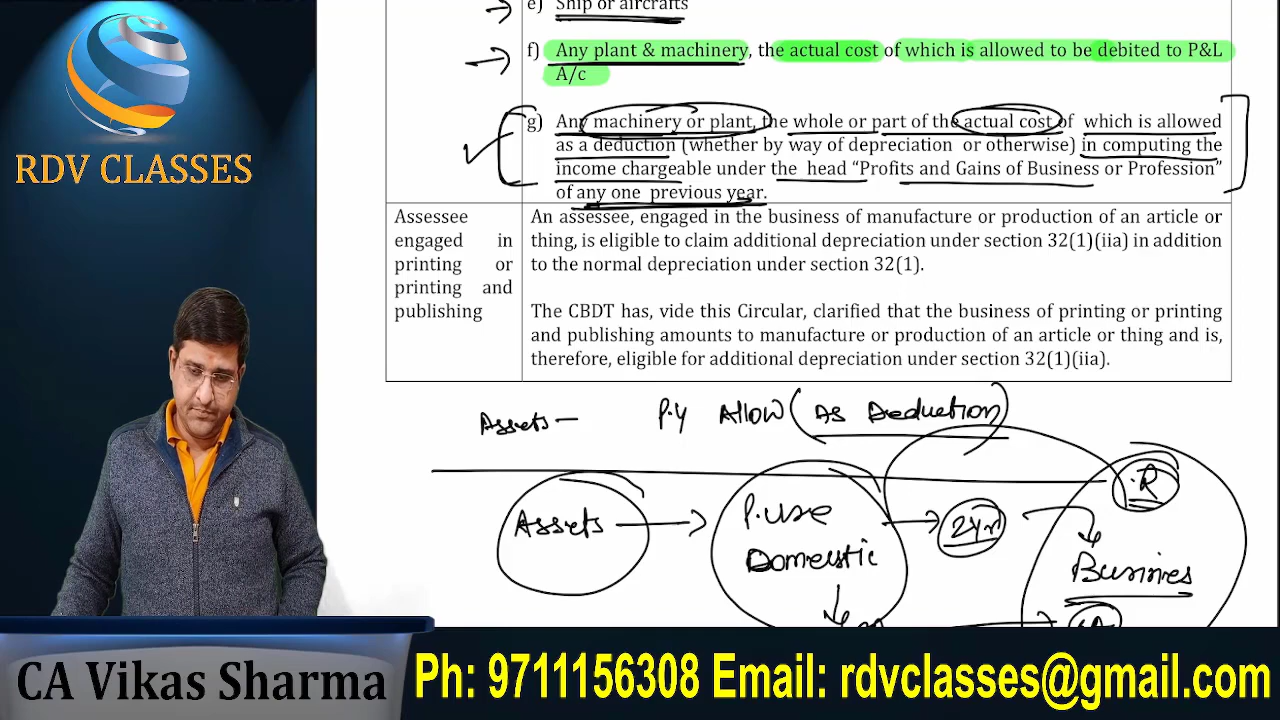 e) Ship or aircrafts
f) Any plant & machinery, the actual cost of which is allowed to be debited to P&L
A/c
g) Any machinery or plant, the whole or part of the actual cost of which is allowed
as a deduction (whether by way of depreciation or otherwise) in computing the
income chargeable under the head “Profits and Gains of Business or Profession”
of any one previous year.
RDV CLASSES
Assessee
engaged in
printing or
printing and
publishing
An assessee, engaged in the business of manufacture or production of an article or
thing, is eligible to claim additional depreciation under section 32(1)(iia) in addition
to the normal depreciation under section 32(1).
The CBDT has, vide this Circular, clarified that the business of printing or printing
and publishing amounts to manufacture or production of an article or thing and is,
therefore, eligible for additional depreciation under section 32(1)(iia).
Assets — P.Y Allow (As Deduction)
Assets
P.Use
Domestic
2yr
R
CA Vikas Sharma
Ph: 9711156308 Email: rdvclasses@gmail.com